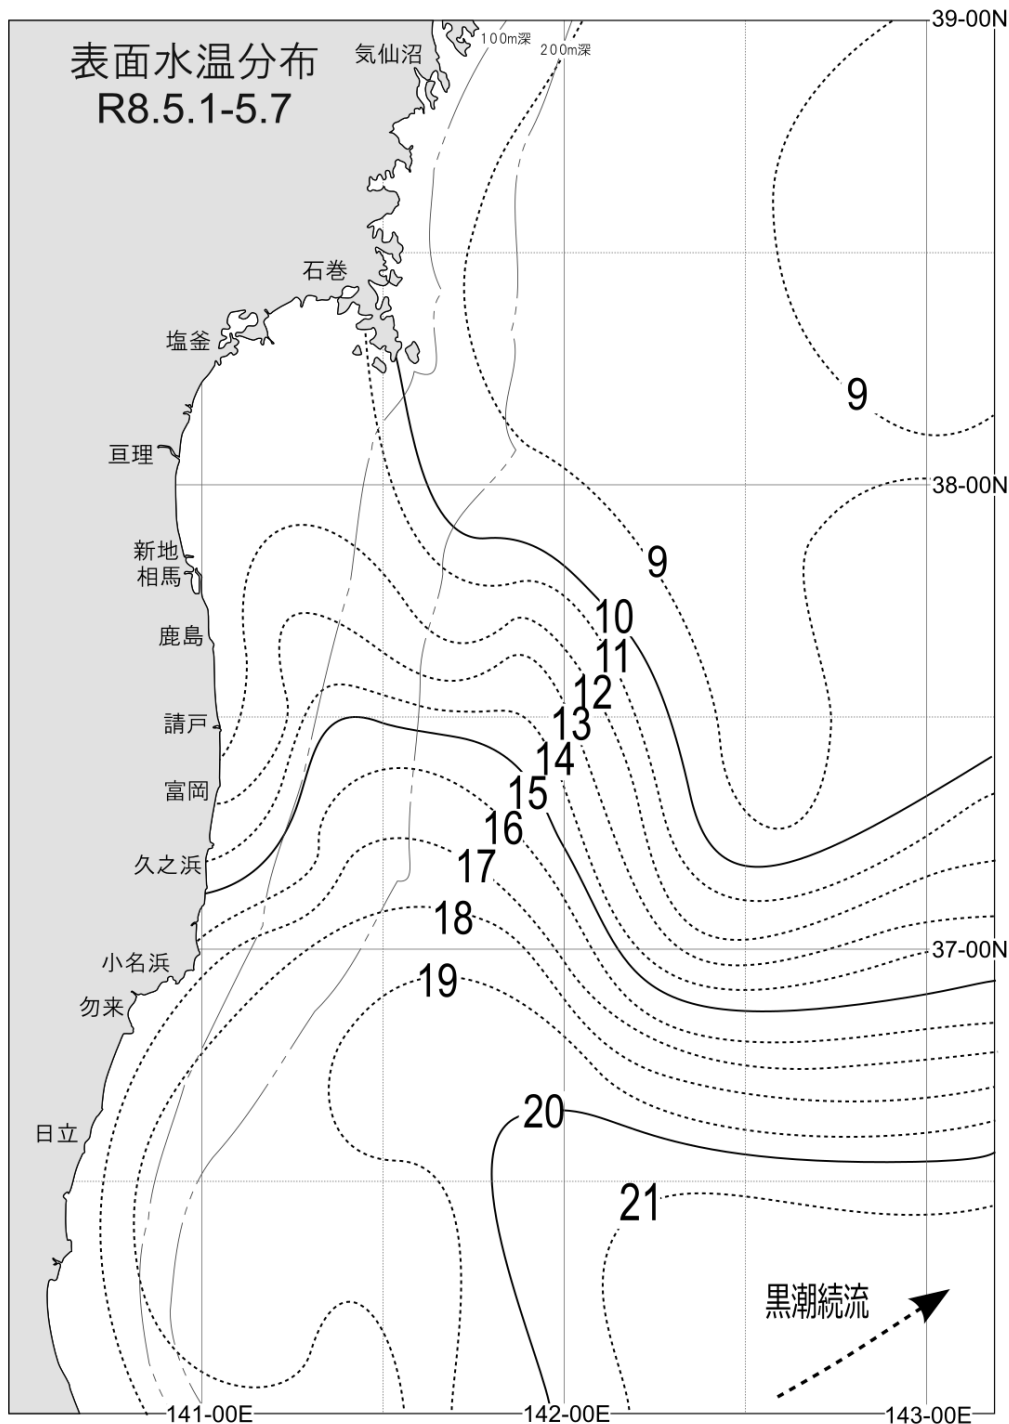 表面水温分布
R8.5.1-5.7
39-00N
100m深
200m深
気仙沼
石巻
塩釜
9
亘理
38-00N
新地
相馬
9
10
鹿島
11
12
請戸
13
14
富岡
15
16
久之浜
17
18
37-00N
小名浜
19
勿来
20
日立
21
黒潮続流
141-00E
142-00E
143-00E